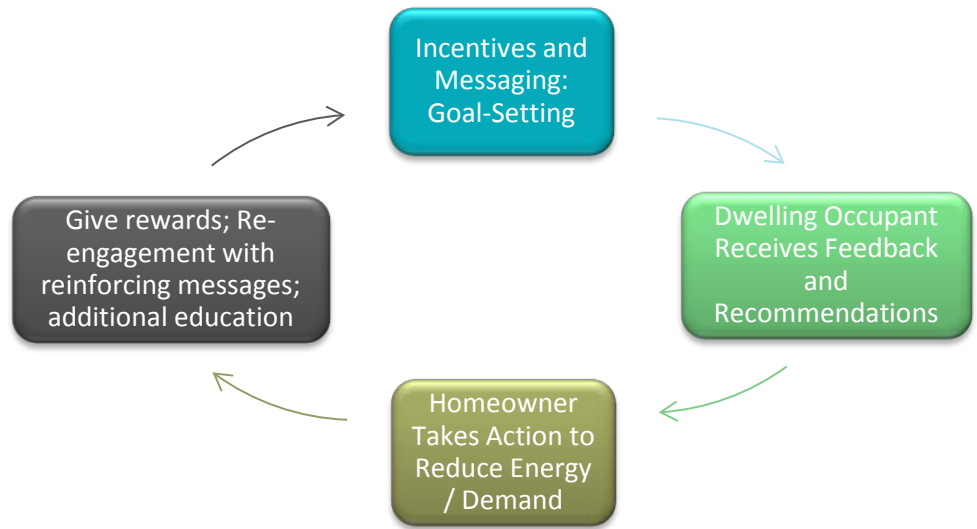 Incentives and
Messaging:
Goal-Setting
Dwelling Occupant
Receives Feedback
and
Recommendations
Homeowner
Takes Action to
Reduce Energy
/ Demand
Give rewards; Re-
engagement with
reinforcing messages;
additional education